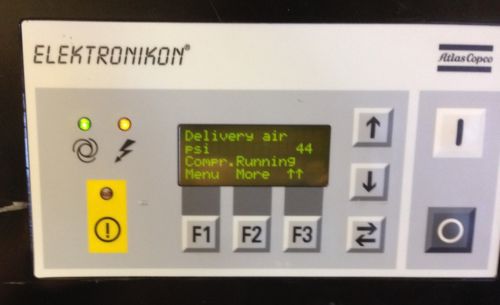 ELEKTRONIKON®
Atlas Copco
Delivery air
psi 44
Compr.Running
Menu More ↑↑
F1 F2 F3